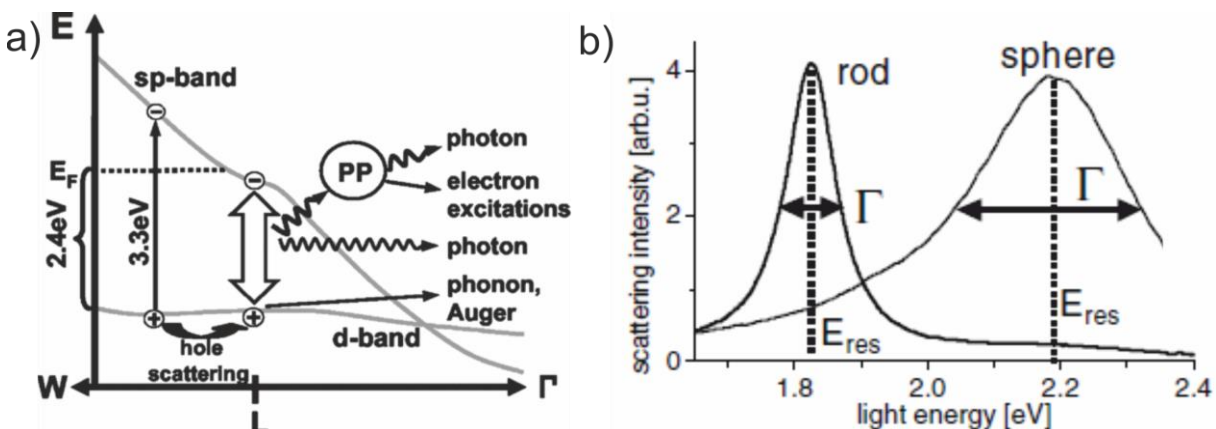 a)
E
sp-band
E_F
2.4eV
3.3eV
PP
photon
electron
excitations
photon
phonon,
Auger
hole
scattering
d-band
W
Γ
b)
scattering intensity [arb.u.]
4
2
0
rod
sphere
Γ
Γ
E_res
E_res
1.8
2.0
2.2
2.4
light energy [eV]